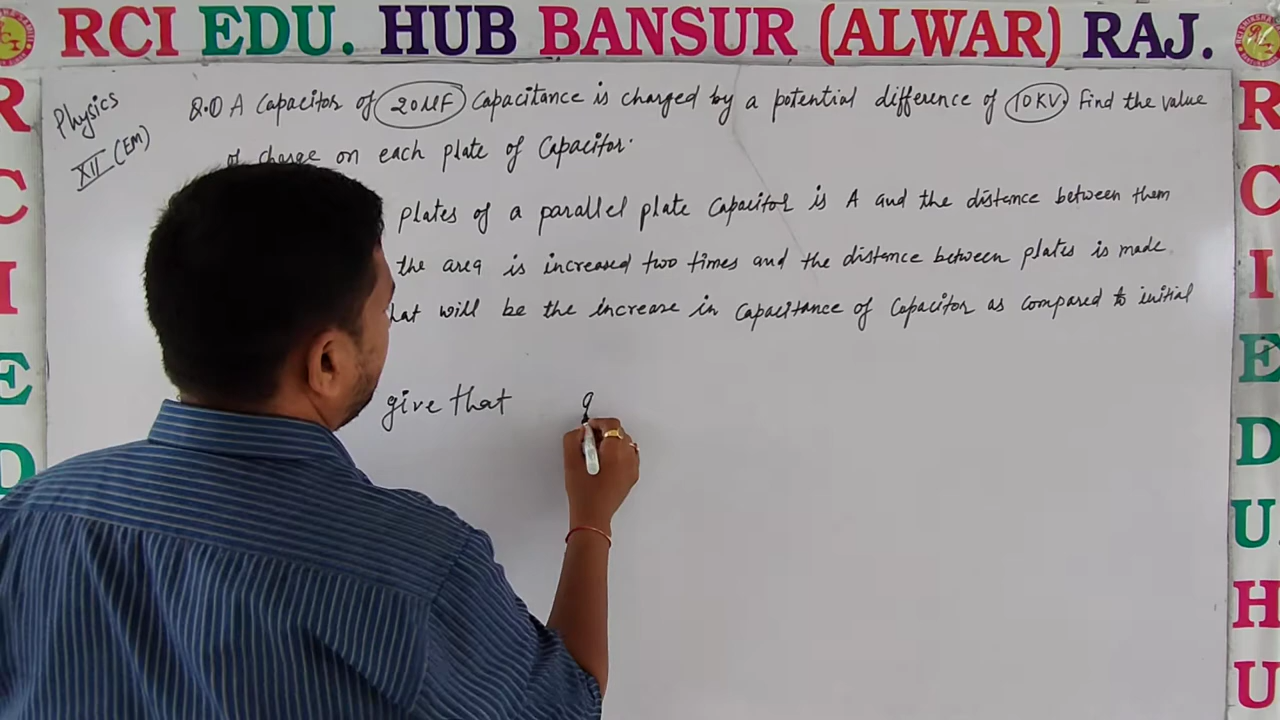 RCI EDU. HUB BANSUR (ALWAR) RAJ.
Physics
XII (EM)
Q.① A Capacitor of 20 μF Capacitance is charged by a potential difference of 10 KV. Find the value
of charge on each plate of Capacitor.
plates of a parallel plate Capacitor is A and the distance between them
the area is increased two times and the distance between plates is made
hat will be the increase in Capacitance of Capacitor as compared to initial
give that q
R
C
I
E
D
R
C
I
E
D
U.
H
U